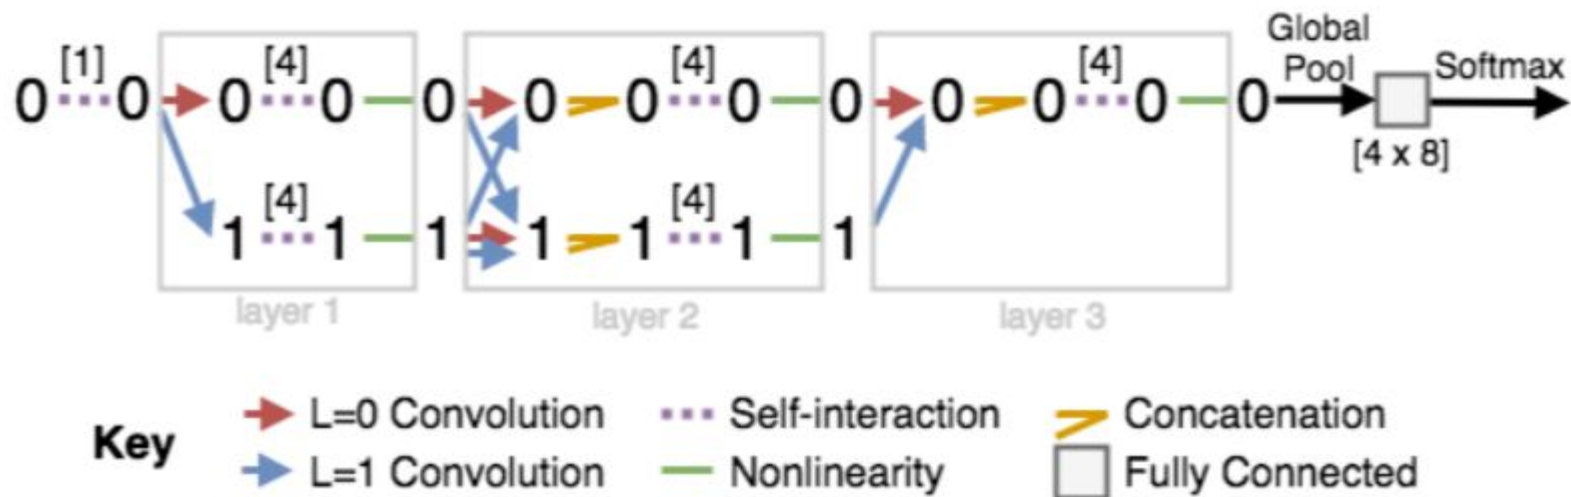 [1] [4] [4] [4] Global
Pool Softmax
0 0 0 0 0 0 0 0 0 0 0 0 0
[4 x 8]
[4] [4]
1 1 1 1 1 1 1
layer 1 layer 2 layer 3
Key
L=0 Convolution Self-interaction Concatenation
L=1 Convolution Nonlinearity Fully Connected